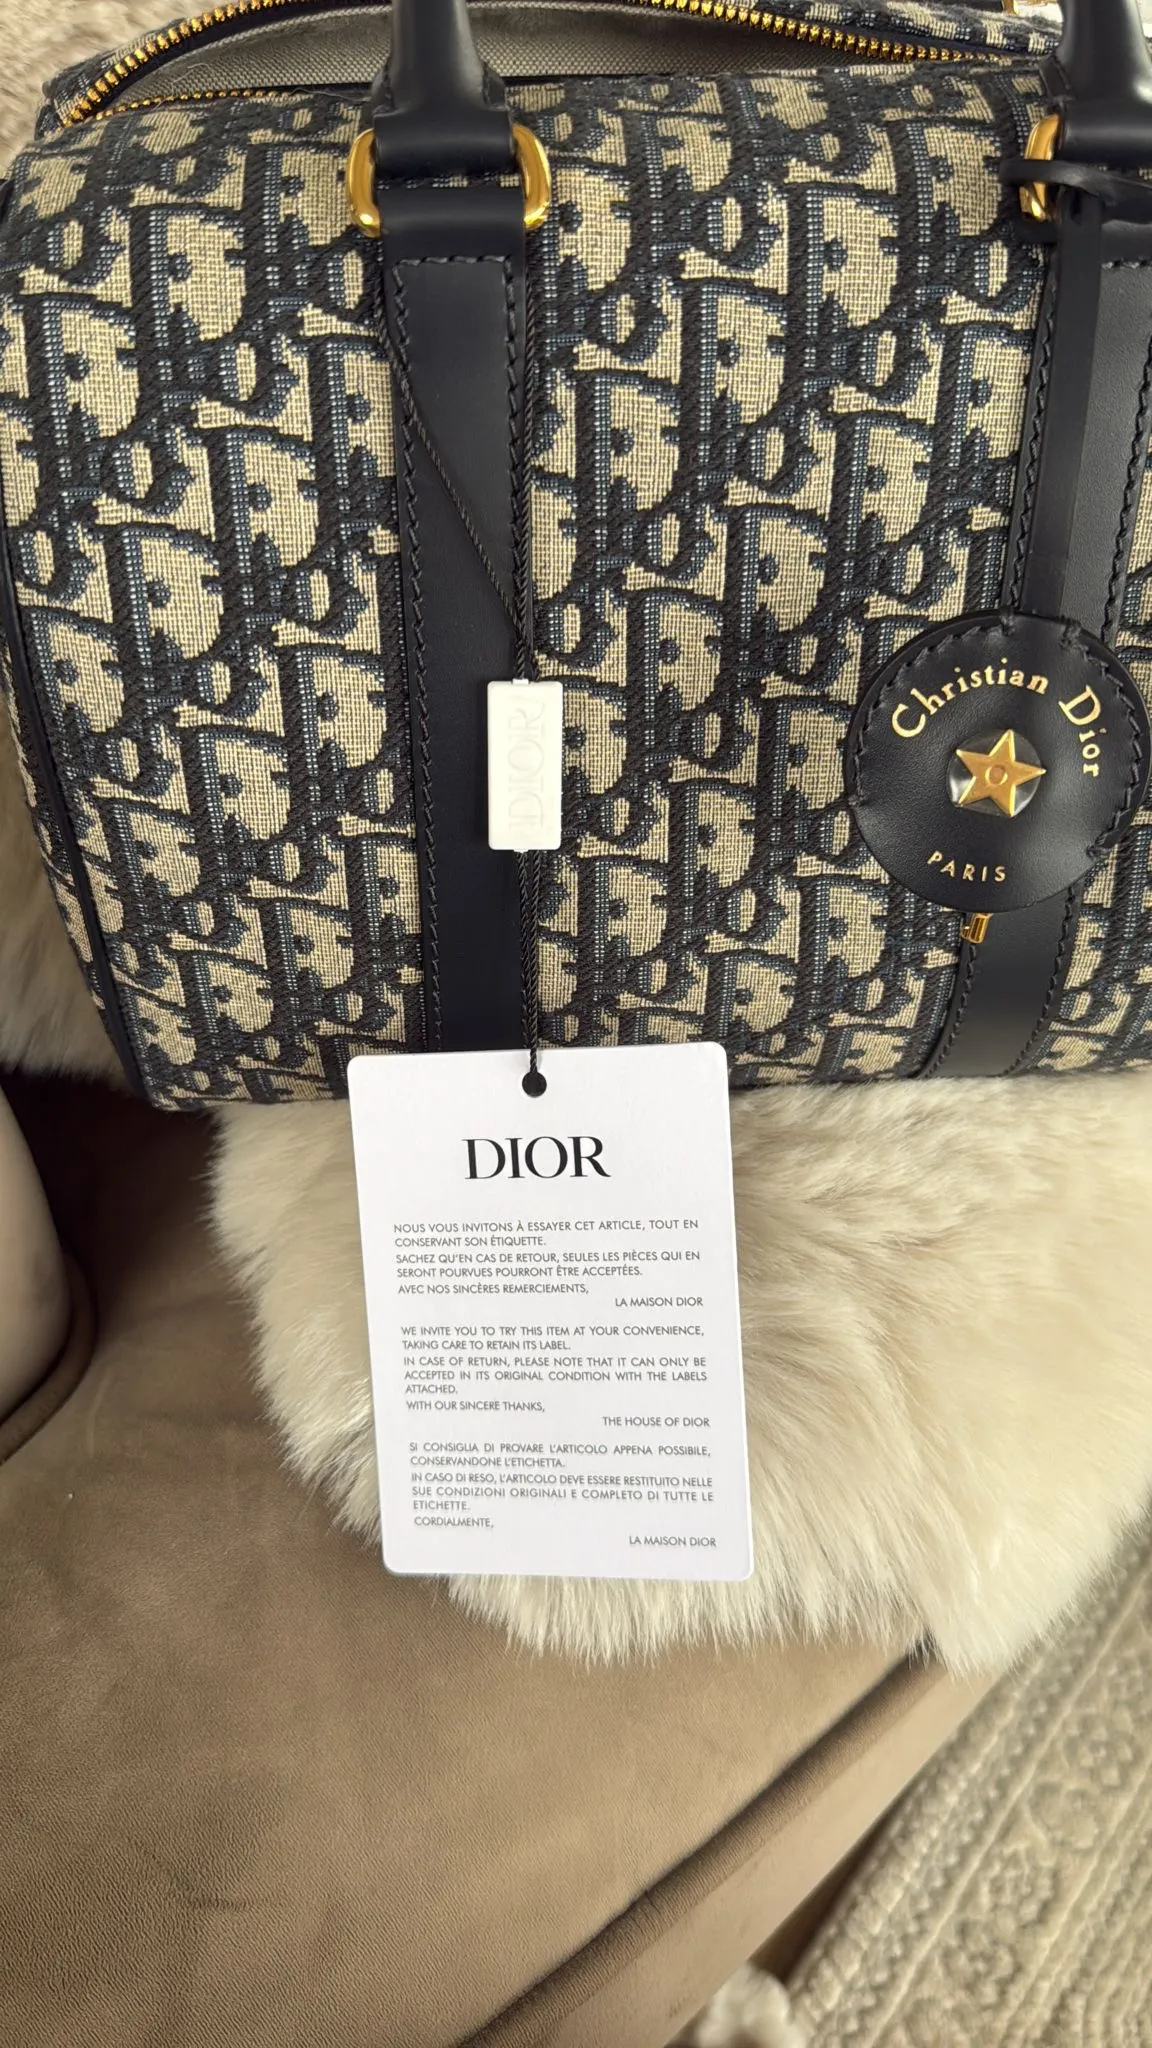 Christian Dior
PARIS
DIOR
DIOR
NOUS VOUS INVITONS À ESSAYER CET ARTICLE, TOUT EN
CONSERVANT SON ÉTIQUETTE.
SACHEZ QU'EN CAS DE RETOUR, SEULES LES PIÈCES QUI EN
SERONT POURVUES POURRONT ÊTRE ACCEPTÉES.
AVEC NOS SINCÈRES REMERCIEMENTS,
LA MAISON DIOR
WE INVITE YOU TO TRY THIS ITEM AT YOUR CONVENIENCE,
TAKING CARE TO RETAIN ITS LABEL.
IN CASE OF RETURN, PLEASE NOTE THAT IT CAN ONLY BE
ACCEPTED IN ITS ORIGINAL CONDITION WITH THE LABELS
ATTACHED.
WITH OUR SINCERE THANKS,
THE HOUSE OF DIOR
SI CONSIGLIA DI PROVARE L'ARTICOLO APPENA POSSIBILE,
CONSERVANDONE L'ETICHETTA.
IN CASO DI RESO, L'ARTICOLO DEVE ESSERE RESTITUITO NELLE
SUE CONDIZIONI ORIGINALI E COMPLETO DI TUTTE LE
ETICHETTE.
CORDIALMENTE,
LA MAISON DIOR